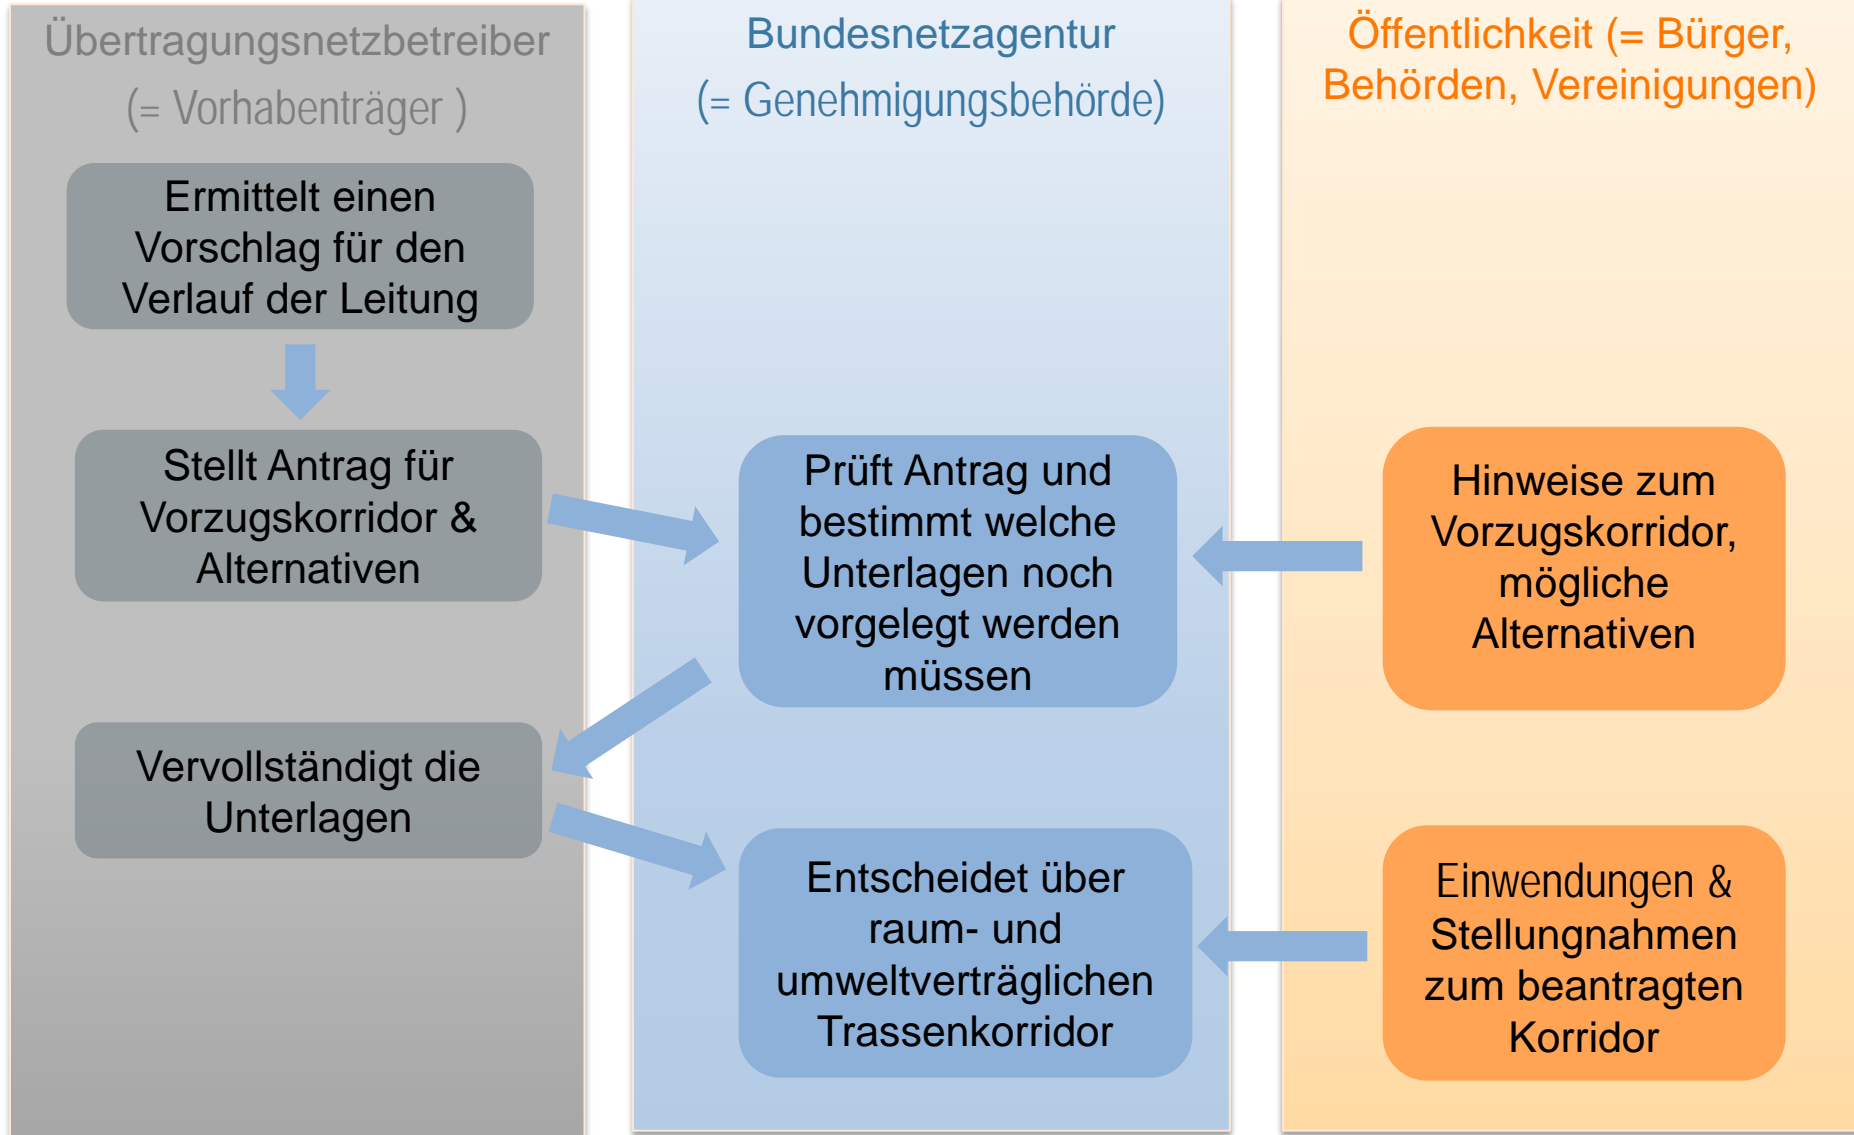 Übertragungsnetzbetreiber
(= Vorhabenträger )
Ermittelt einen
Vorschlag für den
Verlauf der Leitung
Stellt Antrag für
Vorzugskorridor &
Alternativen
Vervollständigt die
Unterlagen
Bundesnetzagentur
(= Genehmigungsbehörde)
Prüft Antrag und
bestimmt welche
Unterlagen noch
vorgelegt werden
müssen
Entscheidet über
raum- und
umweltverträglichen
Trassenkorridor
Öffentlichkeit (= Bürger,
Behörden, Vereinigungen)
Hinweise zum
Vorzugskorridor,
mögliche
Alternativen
Einwendungen &
Stellungnahmen
zum beantragten
Korridor